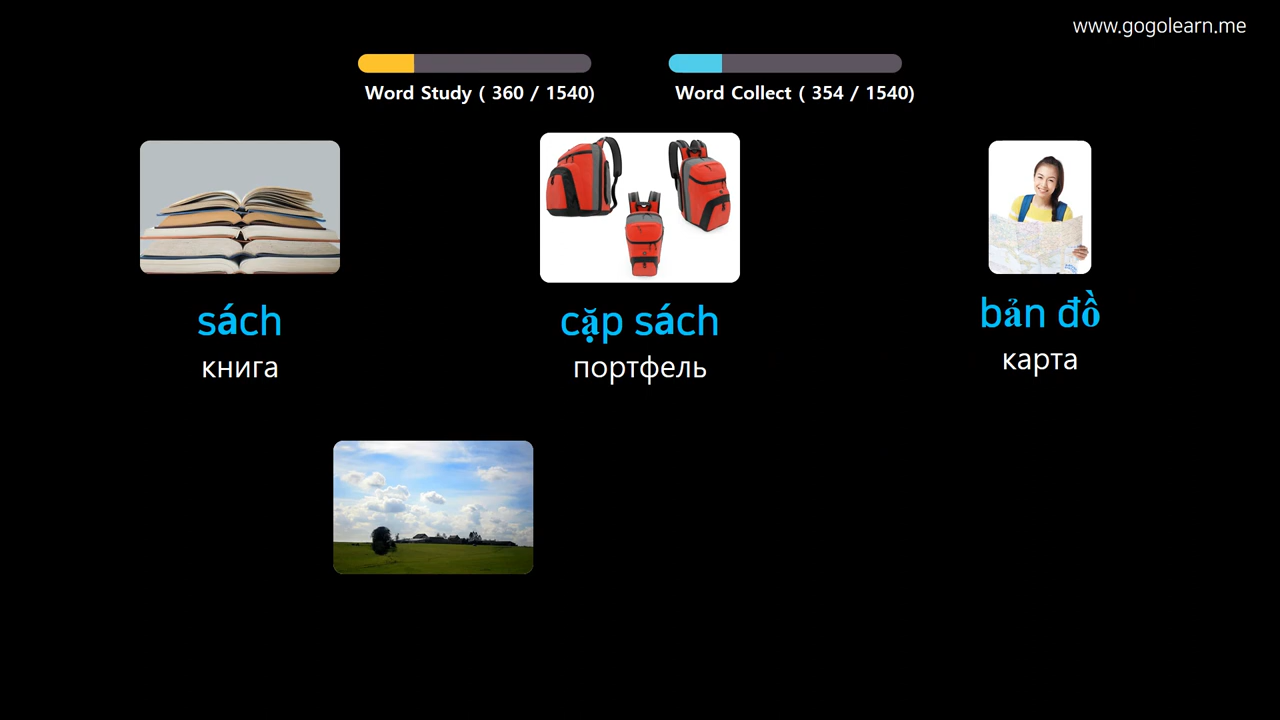 www.gogolearn.me
Word Study ( 360 / 1540)
Word Collect ( 354 / 1540)
sách
книга
cặp sách
портфель
bản đồ
карта